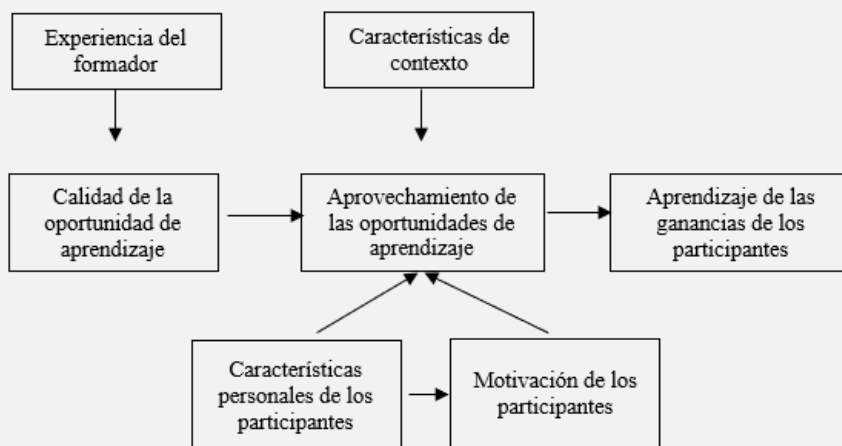 Experiencia del
formador
Características de
contexto
Calidad de la
oportunidad de
aprendizaje
Aprovechamiento de
las oportunidades de
aprendizaje
Aprendizaje de las
ganancias de los
participantes
Características
personales de los
participantes
Motivación de los
participantes